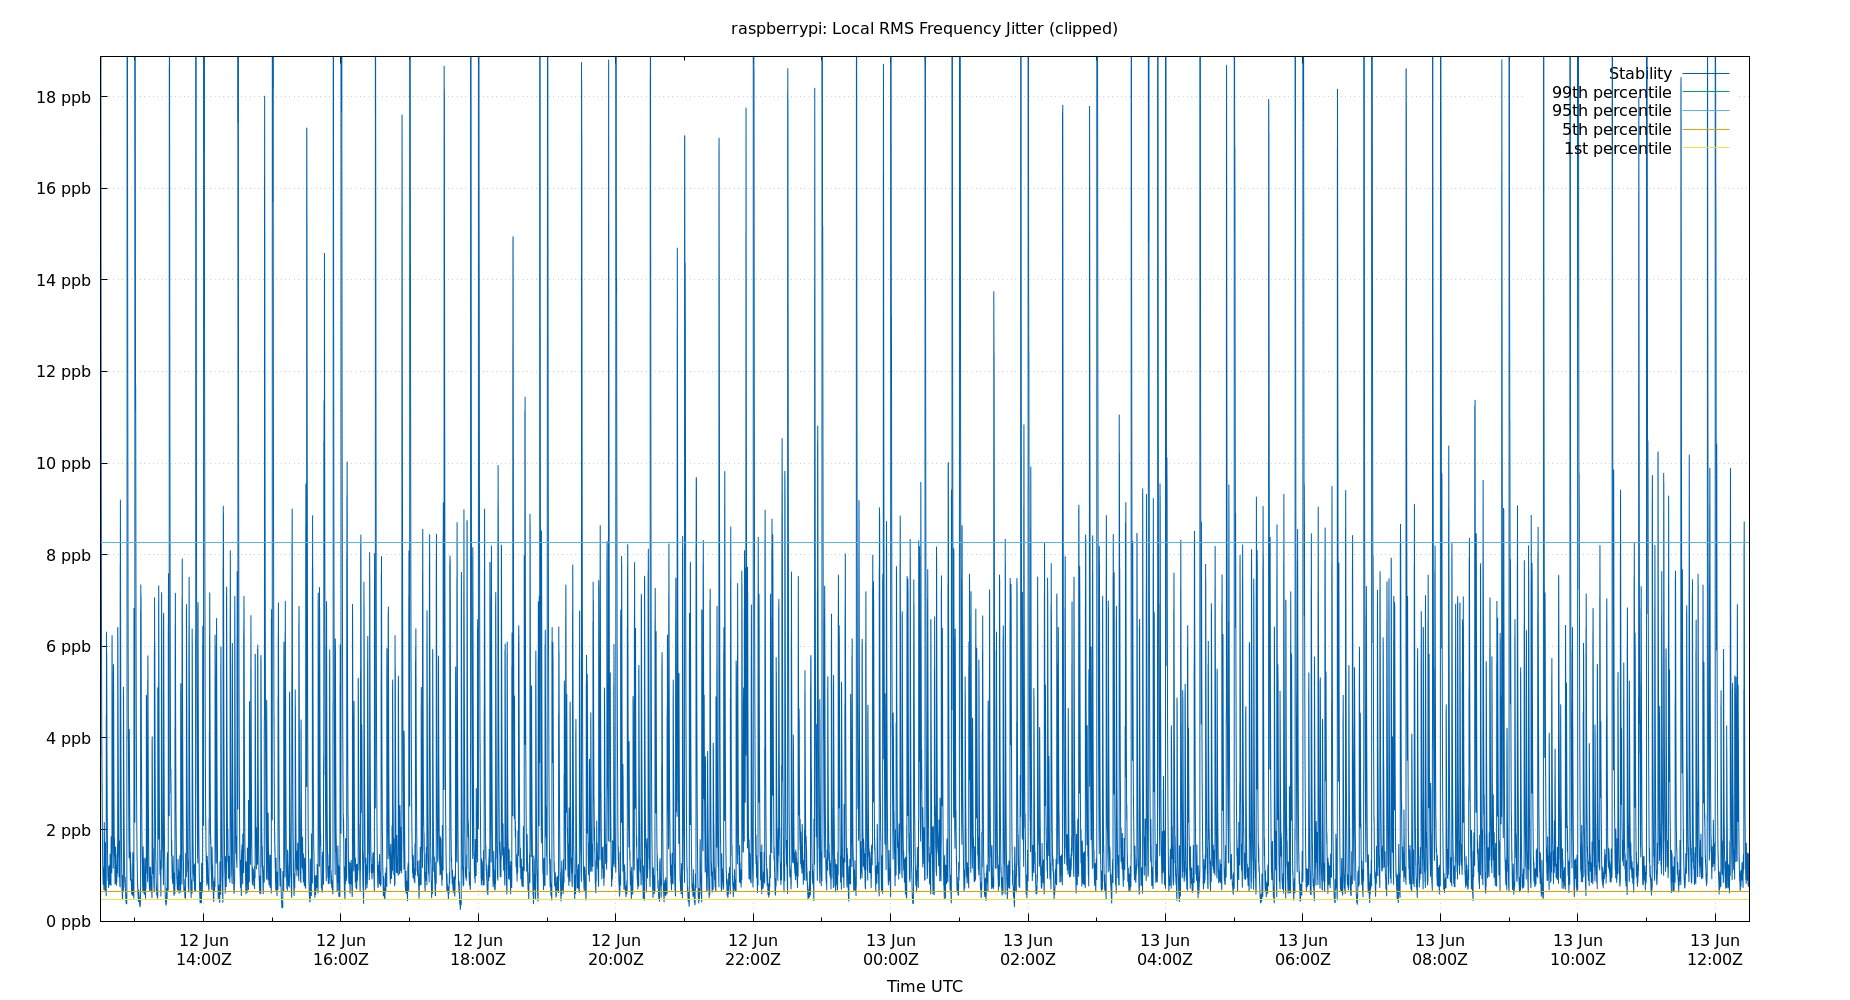 raspberrypi: Local RMS Frequency Jitter (clipped)
Stability
99th percentile
95th percentile
5th percentile
1st percentile
18 ppb
16 ppb
14 ppb
12 ppb
10 ppb
8 ppb
6 ppb
4 ppb
2 ppb
0 ppb
12 Jun 12 Jun 12 Jun 12 Jun 12 Jun 13 Jun 13 Jun 13 Jun 13 Jun 13 Jun 13 Jun 13 Jun
14:00Z 16:00Z 18:00Z 20:00Z 22:00Z 00:00Z 02:00Z 04:00Z 06:00Z 08:00Z 10:00Z 12:00Z
Time UTC